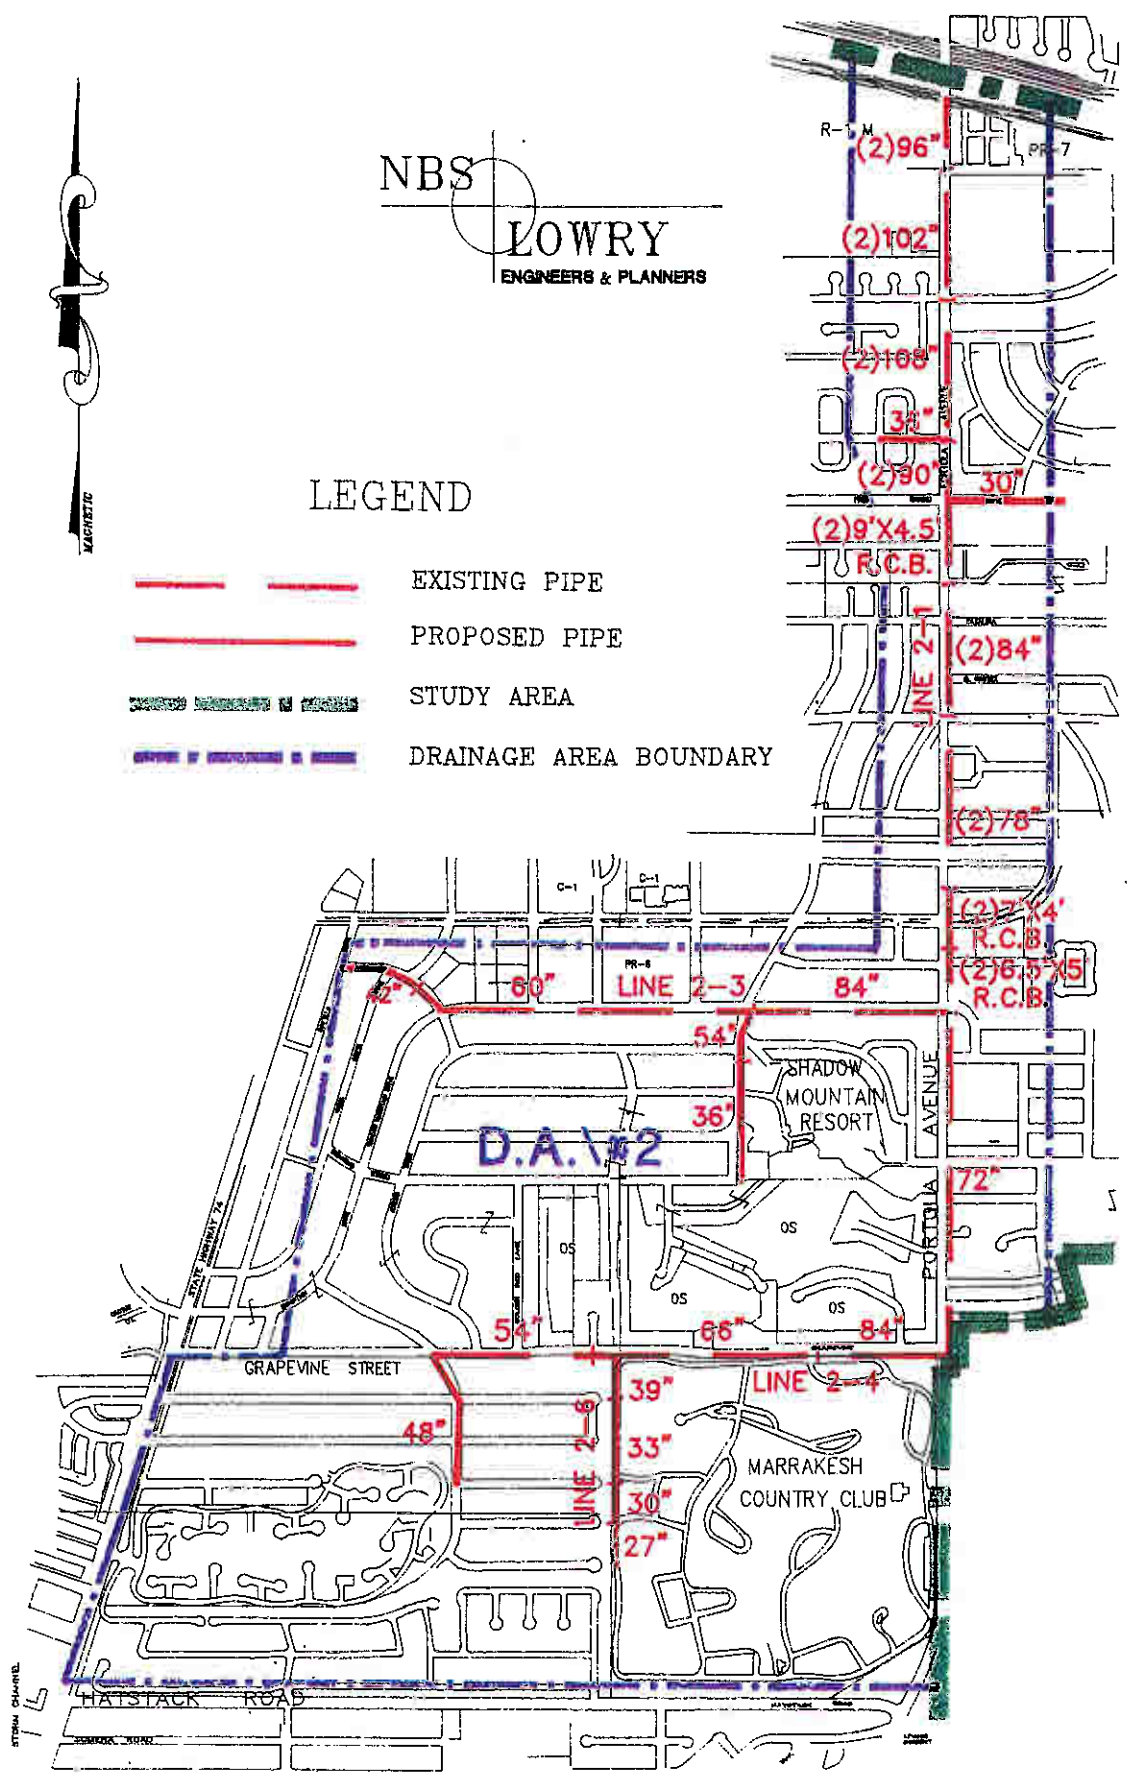 R-1 M
PR-7
(2)96"
NBS
LOWRY
ENGINEERS & PLANNERS
(2)102"
(2)108"
AVENUE
36"
(2)90"
30"
LEGEND
MAGNETIC
(2)9'X4.5'
R.C.B.
EXISTING PIPE
PROPOSED PIPE
STUDY AREA
DRAINAGE AREA BOUNDARY
LINE 2-1
(2)84"
(2)78"
C-1
C-1
(2)7'X4'
R.C.B.
(2)6.5'X5'
R.C.B.
PR-6
42"
60"
LINE 2-3
84"
54"
SHADOW
MOUNTAIN
RESORT
36"
D.A.\#2
PORTOLA AVENUE
72"
STATE HIGHWAY 74
OS
OS
OS
OS
54"
66"
84"
GRAPEVINE STREET
LINE 2-4
39"
48"
LINE 2-6
33"
MARRAKESH
COUNTRY CLUB
30"
27"
HAYSTACK ROAD
STORM CHANNEL